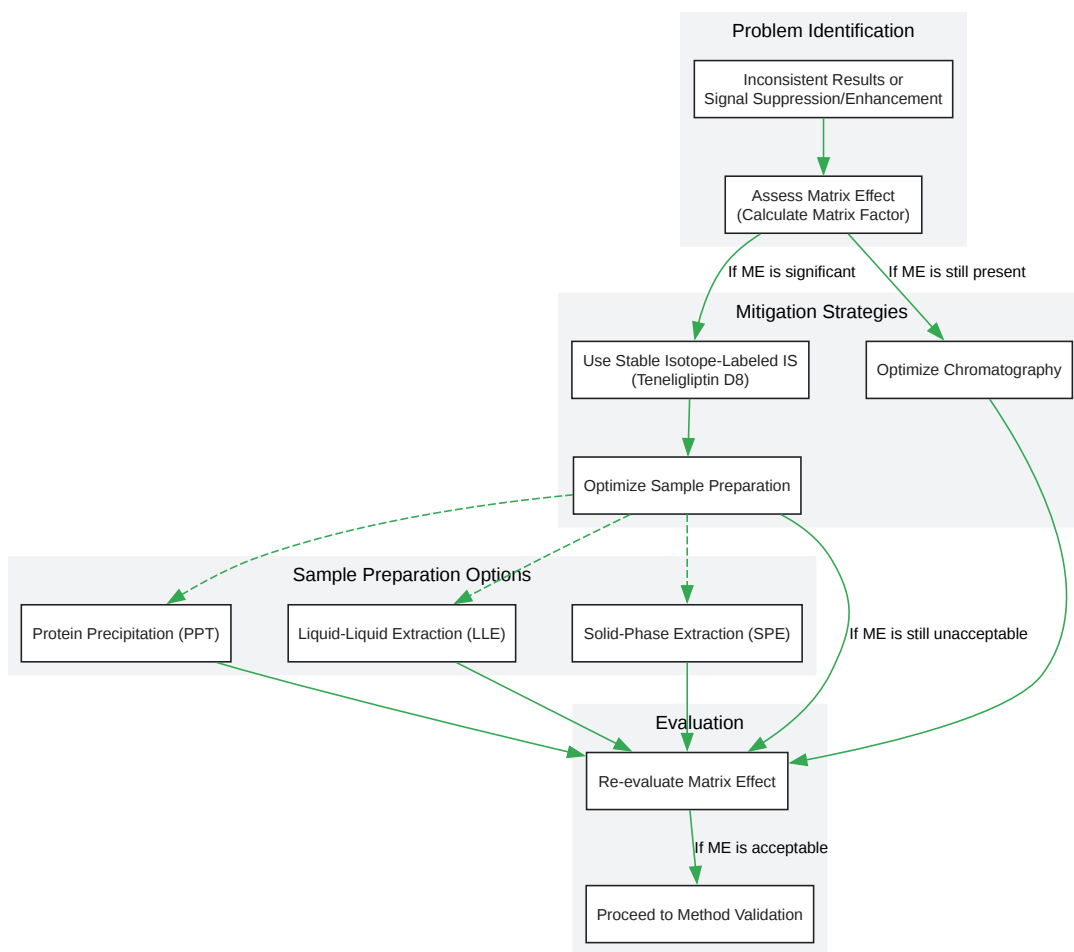 Problem Identification
Inconsistent Results or
Signal Suppression/Enhancement
Assess Matrix Effect
(Calculate Matrix Factor)
If ME is significant
If ME is still present
Mitigation Strategies
Use Stable Isotope-Labeled IS
(Teneligliptin D8)
Optimize Chromatography
Optimize Sample Preparation
Sample Preparation Options
Protein Precipitation (PPT)
Liquid-Liquid Extraction (LLE)
Solid-Phase Extraction (SPE)
If ME is still unacceptable
Evaluation
Re-evaluate Matrix Effect
If ME is acceptable
Proceed to Method Validation